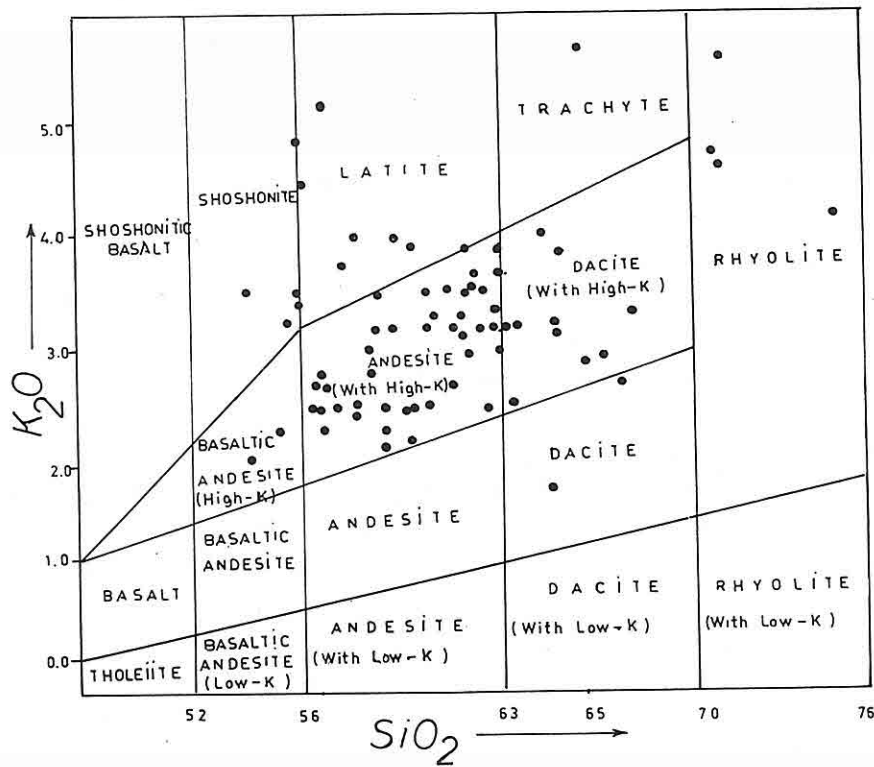 TRACHYTE
5.0
LATITE
SHOSHONITE
4.0
SHOSHONITIC
BASALT
DACITE
(With High-K)
RHYOLITE
3.0
ANDESITE
(With High-K)
K₂O
BASALTIC
ANDESITE
(High-K)
2.0
DACITE
ANDESITE
BASALTIC
ANDESITE
1.0
BASALT
DACITE
(With Low-K)
RHYOLITE
(With Low-K)
ANDESITE
(With Low-K)
BASALTIC
ANDESITE
(Low-K)
0.0
THOLEIITE
52 56 63 65 70 76
SiO₂